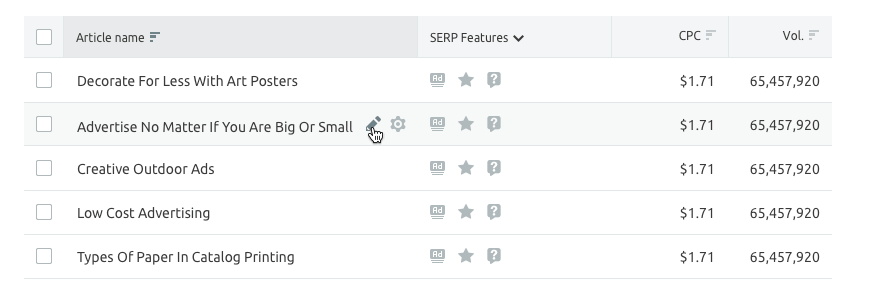 Article name SERP Features CPC Vol.
Decorate For Less With Art Posters Ad ? $1.71 65,457,920
Advertise No Matter If You Are Big Or Small Ad ? $1.71 65,457,920
Creative Outdoor Ads Ad ? $1.71 65,457,920
Low Cost Advertising Ad ? $1.71 65,457,920
Types Of Paper In Catalog Printing Ad ? $1.71 65,457,920